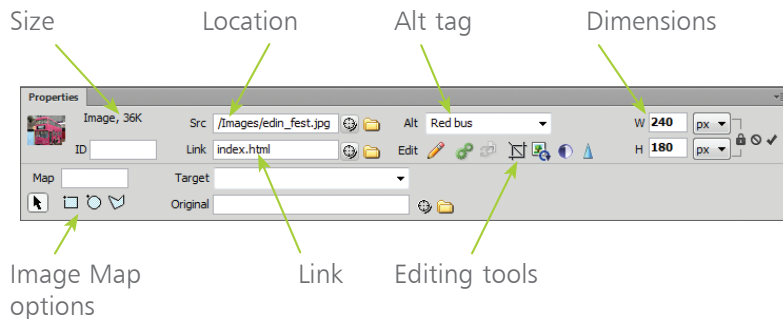 Size Location Alt tag Dimensions
Properties
Image, 36K Src /Images/edin_fest.jpg Alt Red bus W 240 px
ID Link index.html Edit H 180 px
Map Target
Original
Image Map Link Editing tools
options